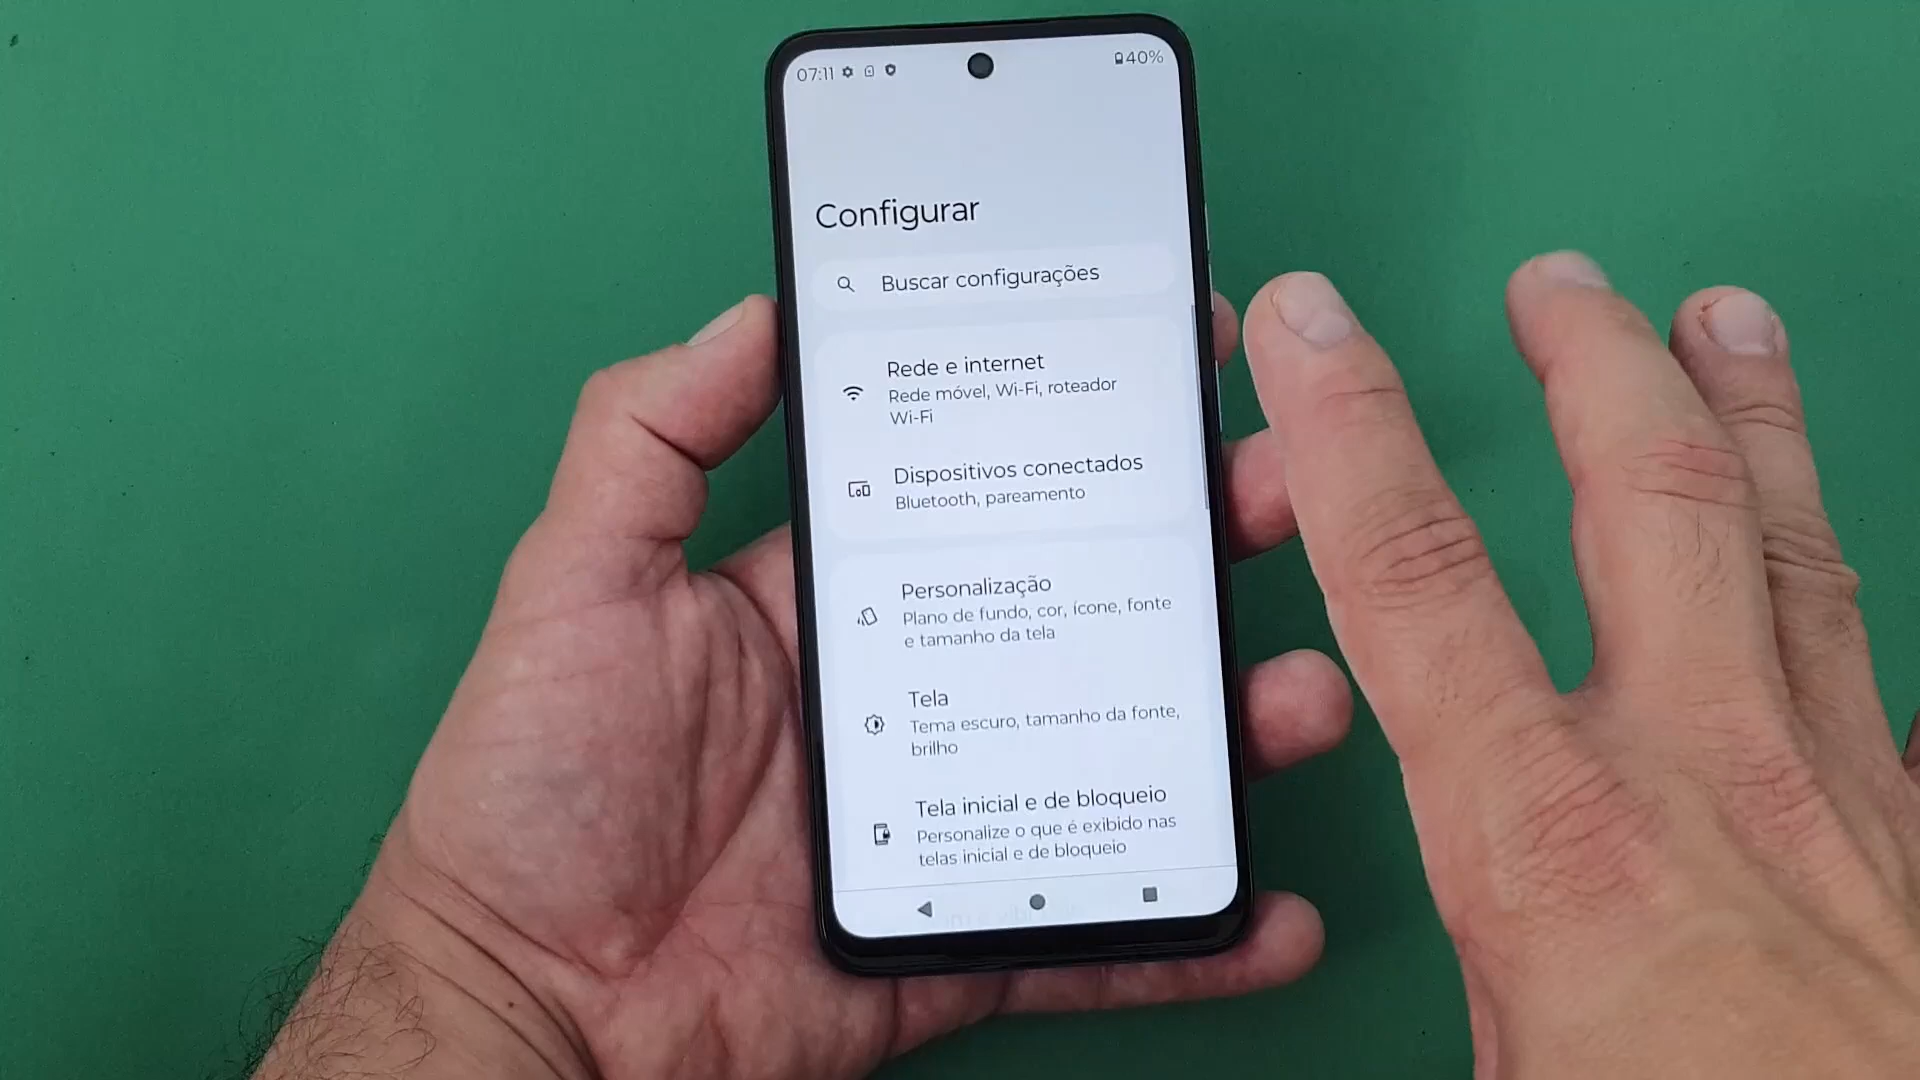 07:11
40%
Configurar
Buscar configurações
Rede e internet
Rede móvel, Wi-Fi, roteador
Wi-Fi
Dispositivos conectados
Bluetooth, pareamento
Personalização
Plano de fundo, cor, ícone, fonte
e tamanho da tela
Tela
Tema escuro, tamanho da fonte,
brilho
Tela inicial e de bloqueio
Personalize o que é exibido nas
telas inicial e de bloqueio